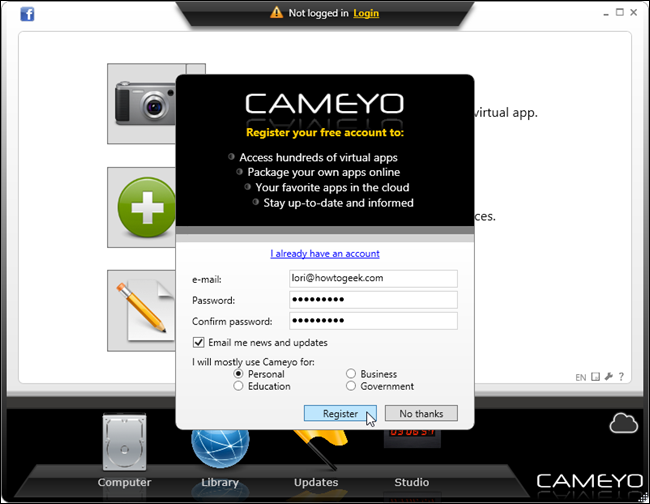 Not logged in Login
CAMEYO
Register your free account to:
Access hundreds of virtual apps
Package your own apps online
Your favorite apps in the cloud
Stay up-to-date and informed
virtual app.
I already have an account
e-mail: lori@howtogeek.com
Password: •••••••••
Confirm password: •••••••••
Email me news and updates
I will mostly use Cameyo for:
Personal Business
Education Government
Register No thanks
EN ?
Computer Library Updates Studio
CAMEYO